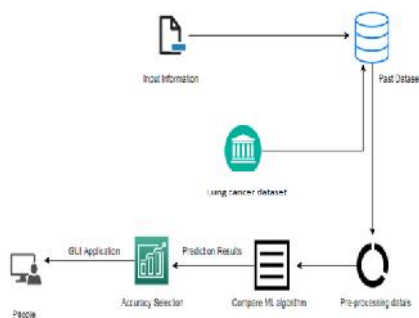 Input Information
Past Datase
Lung cancer dataset
GUI Application
Prediction Results
People
Accuracy Selection
Compare ML algorithm
Pre-processing datais